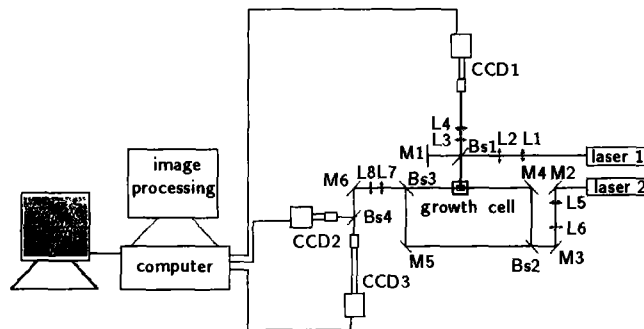 CCD1
L4
L3
Bs1
L2 L1
M1
laser 1
image
processing
M6
L8 L7
Bs3
M4
M2
laser 2
growth cell
L5
L6
Bs4
CCD2
computer
M5
Bs2
M3
CCD3